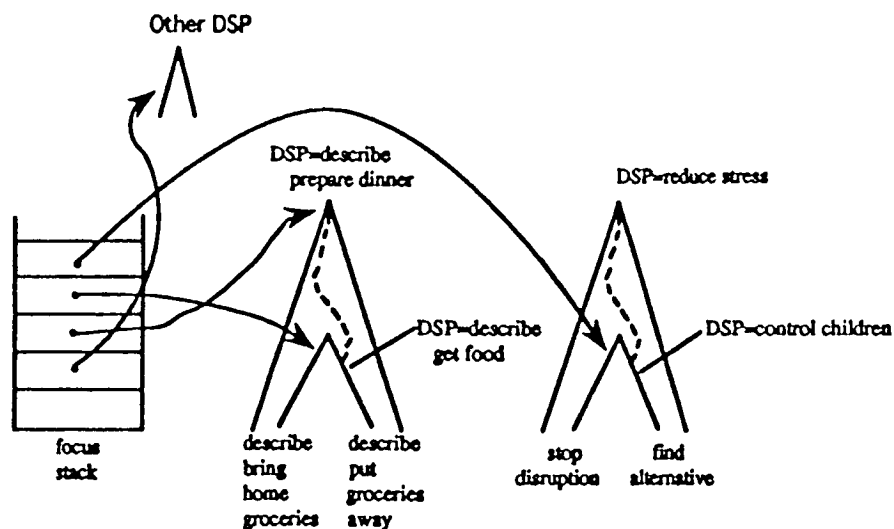 Other DSP
DSP=describe
prepare dinner
DSP=reduce stress
DSP=describe
get food
DSP=control children
focus
stack
describe
bring
home
groceries
describe
put
groceries
away
stop
disruption
find
alternative